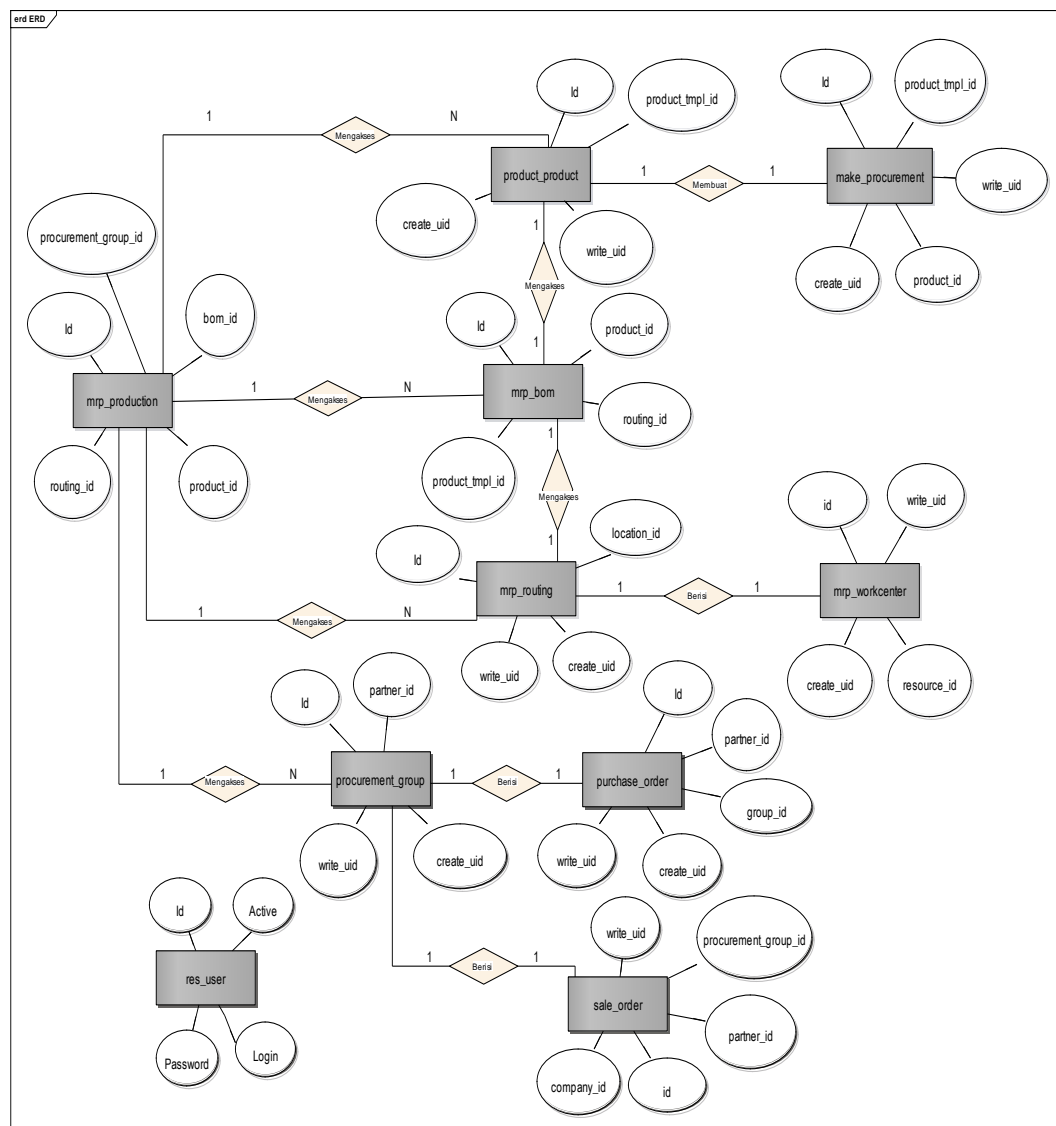 erd ERD
Id
product_tmpl_id
Id
product_tmpl_id
1
Mengakses
N
product_product
1
Membuat
1
make_procurement
write_uid
create_uid
write_uid
create_uid
product_id
procurement_group_id
1
Mengakses
1
Id
bom_id
Id
product_id
mrp_production
1
Mengakses
N
mrp_bom
routing_id
routing_id
product_id
product_tmpl_id
1
Mengakses
1
id
write_uid
Id
location_id
mrp_routing
1
Berisi
1
mrp_workcenter
1
Mengakses
N
write_uid
create_uid
create_uid
resource_id
Id
partner_id
Id
partner_id
1
Mengakses
N
procurement_group
1
Berisi
1
purchase_order
group_id
write_uid
create_uid
write_uid
create_uid
Id
Active
write_uid
procurement_group_id
1
Berisi
1
res_user
sale_order
partner_id
Password
Login
company_id
id